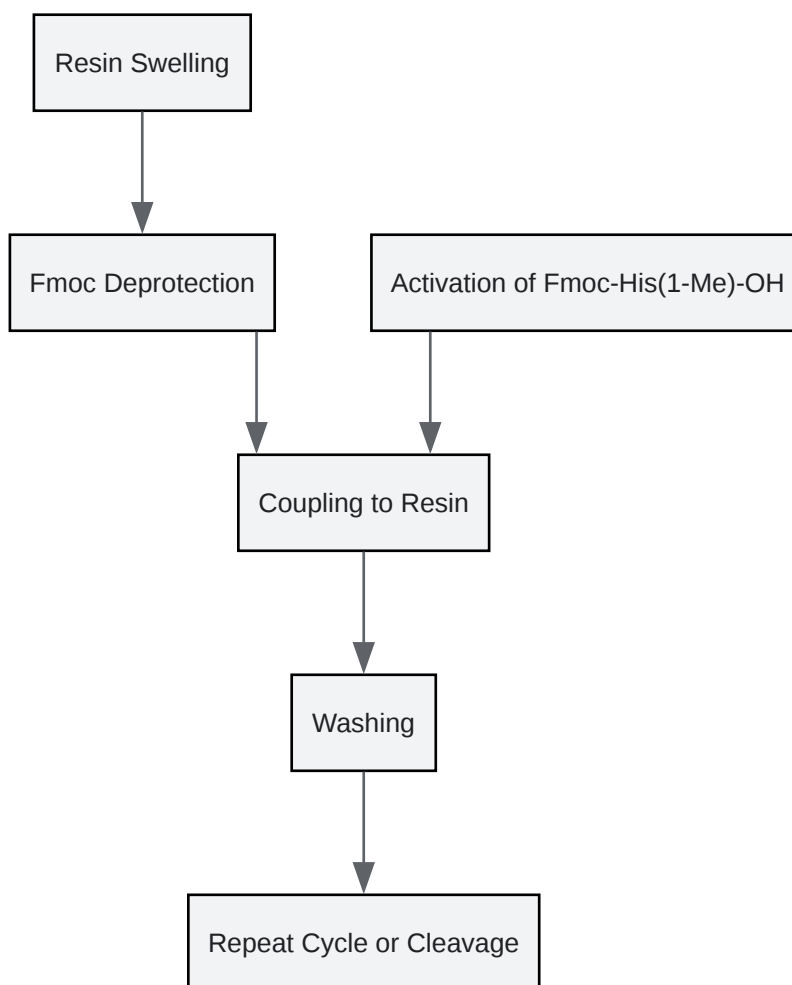 Resin Swelling
Fmoc Deprotection
Activation of Fmoc-His(1-Me)-OH
Coupling to Resin
Washing
Repeat Cycle or Cleavage